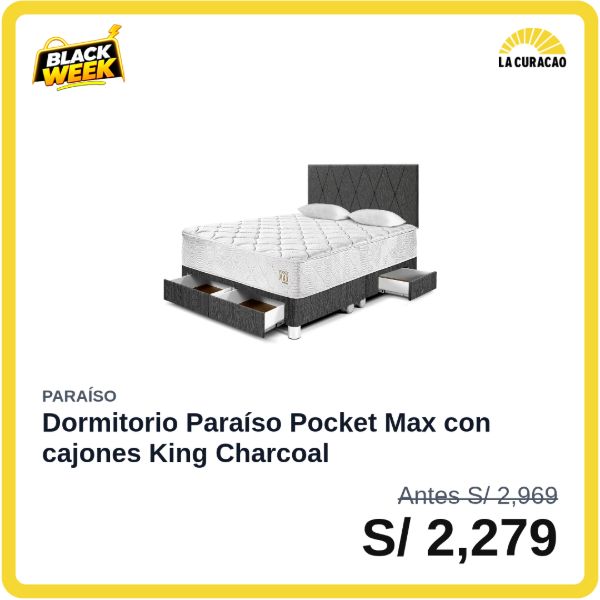 BLACK
WEEK
LA CURACAO
PARAÍSO
Dormitorio Paraíso Pocket Max con
cajones King Charcoal
Antes S/ 2,969
S/ 2,279